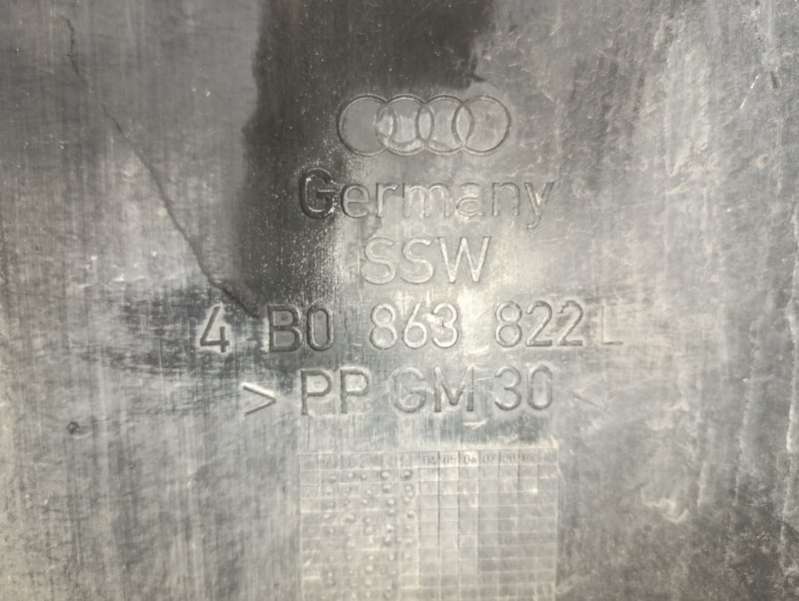 Germany
SSW
4 B0 863 822 L
> PP GM 30 <